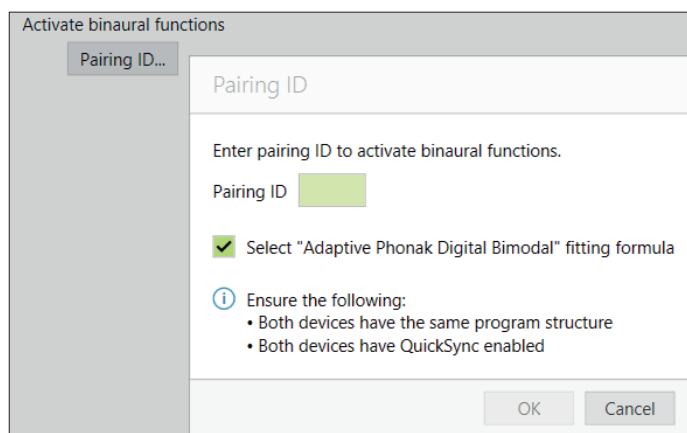 Activate binaural functions
Pairing ID...
Pairing ID
Enter pairing ID to activate binaural functions.
Pairing ID
Select "Adaptive Phonak Digital Bimodal" fitting formula
Ensure the following:
• Both devices have the same program structure
• Both devices have QuickSync enabled
OK Cancel